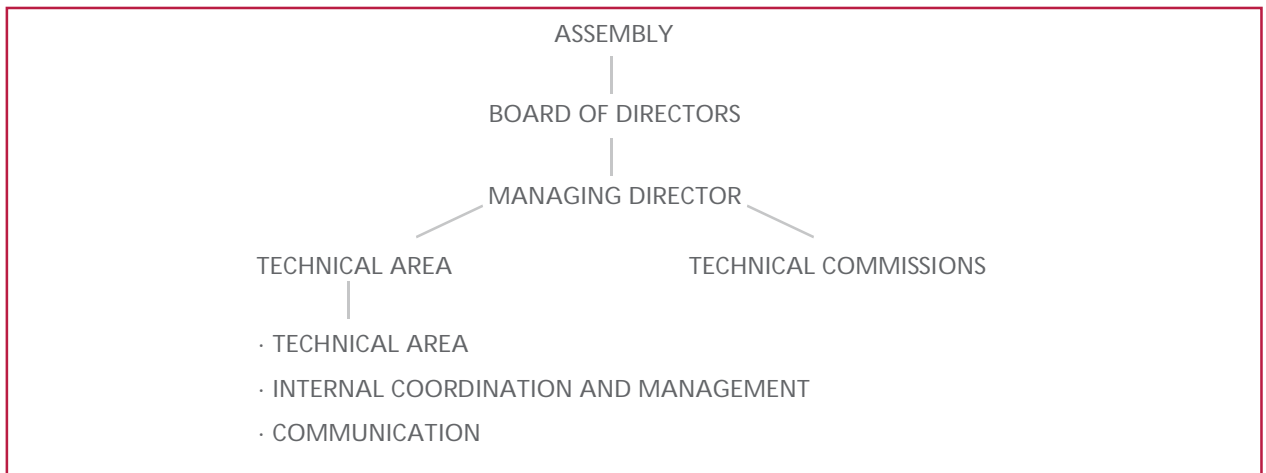 ASSEMBLY
BOARD OF DIRECTORS
MANAGING DIRECTOR
TECHNICAL AREA
TECHNICAL COMMISSIONS
· TECHNICAL AREA
· INTERNAL COORDINATION AND MANAGEMENT
· COMMUNICATION